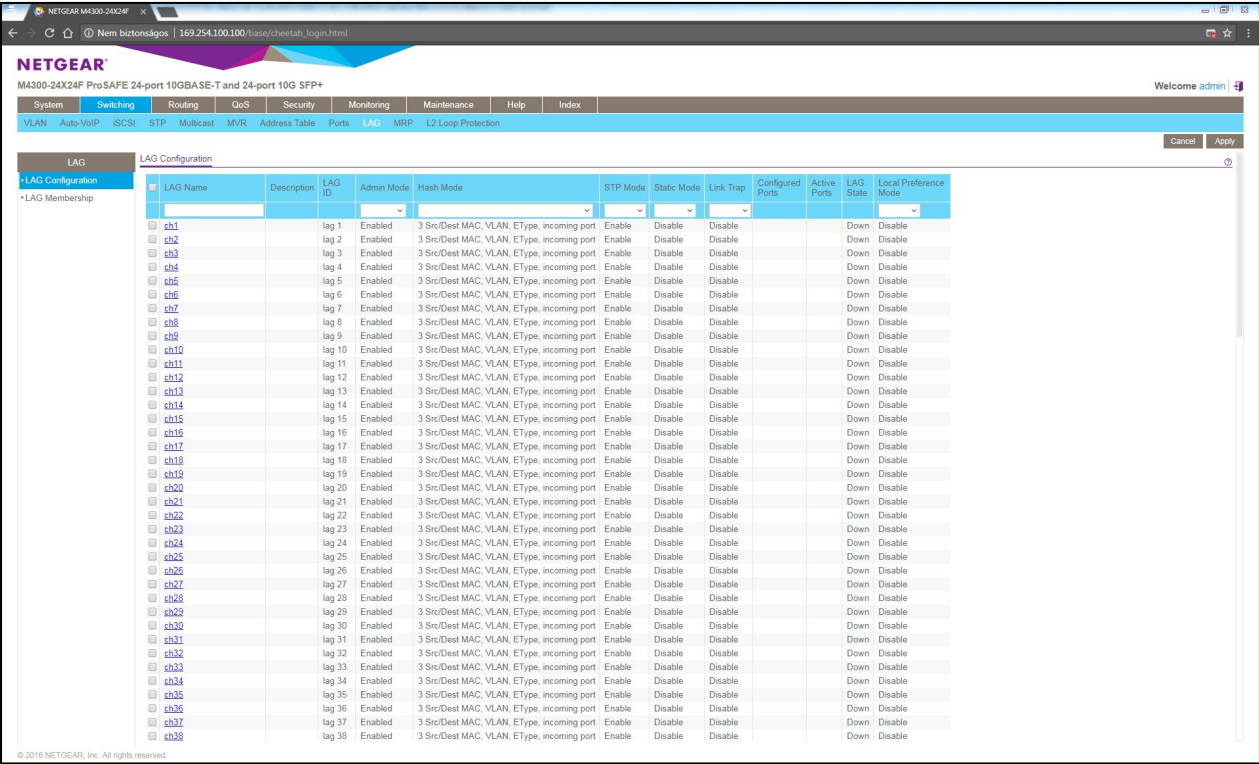 NETGEAR M4300-24X24F
Nem biztonságos | 169.254.100.100/base/cheetah_login.html
NETGEAR®
M4300-24X24F ProSAFE 24-port 10GBASE-T and 24-port 10G SFP+
Welcome admin
System Switching Routing QoS Security Monitoring Maintenance Help Index
VLAN Auto-VoIP iSCSI STP Multicast MVR Address Table Ports LAG MRP L2 Loop Protection
Cancel Apply
LAG
LAG Configuration
LAG Membership
LAG Configuration
LAG Name Description LAG ID Admin Mode Hash Mode STP Mode Static Mode Link Trap Configured Ports Active Ports LAG State Local Preference Mode
ch1 lag 1 Enabled 3 Src/Dest MAC, VLAN, EType, incoming port Enable Disable Disable Down Disable
ch2 lag 2 Enabled 3 Src/Dest MAC, VLAN, EType, incoming port Enable Disable Disable Down Disable
ch3 lag 3 Enabled 3 Src/Dest MAC, VLAN, EType, incoming port Enable Disable Disable Down Disable
ch4 lag 4 Enabled 3 Src/Dest MAC, VLAN, EType, incoming port Enable Disable Disable Down Disable
ch5 lag 5 Enabled 3 Src/Dest MAC, VLAN, EType, incoming port Enable Disable Disable Down Disable
ch6 lag 6 Enabled 3 Src/Dest MAC, VLAN, EType, incoming port Enable Disable Disable Down Disable
ch7 lag 7 Enabled 3 Src/Dest MAC, VLAN, EType, incoming port Enable Disable Disable Down Disable
ch8 lag 8 Enabled 3 Src/Dest MAC, VLAN, EType, incoming port Enable Disable Disable Down Disable
ch9 lag 9 Enabled 3 Src/Dest MAC, VLAN, EType, incoming port Enable Disable Disable Down Disable
ch10 lag 10 Enabled 3 Src/Dest MAC, VLAN, EType, incoming port Enable Disable Disable Down Disable
ch11 lag 11 Enabled 3 Src/Dest MAC, VLAN, EType, incoming port Enable Disable Disable Down Disable
ch12 lag 12 Enabled 3 Src/Dest MAC, VLAN, EType, incoming port Enable Disable Disable Down Disable
ch13 lag 13 Enabled 3 Src/Dest MAC, VLAN, EType, incoming port Enable Disable Disable Down Disable
ch14 lag 14 Enabled 3 Src/Dest MAC, VLAN, EType, incoming port Enable Disable Disable Down Disable
ch15 lag 15 Enabled 3 Src/Dest MAC, VLAN, EType, incoming port Enable Disable Disable Down Disable
ch16 lag 16 Enabled 3 Src/Dest MAC, VLAN, EType, incoming port Enable Disable Disable Down Disable
ch17 lag 17 Enabled 3 Src/Dest MAC, VLAN, EType, incoming port Enable Disable Disable Down Disable
ch18 lag 18 Enabled 3 Src/Dest MAC, VLAN, EType, incoming port Enable Disable Disable Down Disable
ch19 lag 19 Enabled 3 Src/Dest MAC, VLAN, EType, incoming port Enable Disable Disable Down Disable
ch20 lag 20 Enabled 3 Src/Dest MAC, VLAN, EType, incoming port Enable Disable Disable Down Disable
ch21 lag 21 Enabled 3 Src/Dest MAC, VLAN, EType, incoming port Enable Disable Disable Down Disable
ch22 lag 22 Enabled 3 Src/Dest MAC, VLAN, EType, incoming port Enable Disable Disable Down Disable
ch23 lag 23 Enabled 3 Src/Dest MAC, VLAN, EType, incoming port Enable Disable Disable Down Disable
ch24 lag 24 Enabled 3 Src/Dest MAC, VLAN, EType, incoming port Enable Disable Disable Down Disable
ch25 lag 25 Enabled 3 Src/Dest MAC, VLAN, EType, incoming port Enable Disable Disable Down Disable
ch26 lag 26 Enabled 3 Src/Dest MAC, VLAN, EType, incoming port Enable Disable Disable Down Disable
ch27 lag 27 Enabled 3 Src/Dest MAC, VLAN, EType, incoming port Enable Disable Disable Down Disable
ch28 lag 28 Enabled 3 Src/Dest MAC, VLAN, EType, incoming port Enable Disable Disable Down Disable
ch29 lag 29 Enabled 3 Src/Dest MAC, VLAN, EType, incoming port Enable Disable Disable Down Disable
ch30 lag 30 Enabled 3 Src/Dest MAC, VLAN, EType, incoming port Enable Disable Disable Down Disable
ch31 lag 31 Enabled 3 Src/Dest MAC, VLAN, EType, incoming port Enable Disable Disable Down Disable
ch32 lag 32 Enabled 3 Src/Dest MAC, VLAN, EType, incoming port Enable Disable Disable Down Disable
ch33 lag 33 Enabled 3 Src/Dest MAC, VLAN, EType, incoming port Enable Disable Disable Down Disable
ch34 lag 34 Enabled 3 Src/Dest MAC, VLAN, EType, incoming port Enable Disable Disable Down Disable
ch35 lag 35 Enabled 3 Src/Dest MAC, VLAN, EType, incoming port Enable Disable Disable Down Disable
ch36 lag 36 Enabled 3 Src/Dest MAC, VLAN, EType, incoming port Enable Disable Disable Down Disable
ch37 lag 37 Enabled 3 Src/Dest MAC, VLAN, EType, incoming port Enable Disable Disable Down Disable
ch38 lag 38 Enabled 3 Src/Dest MAC, VLAN, EType, incoming port Enable Disable Disable Down Disable
© 2016 NETGEAR, Inc. All rights reserved.